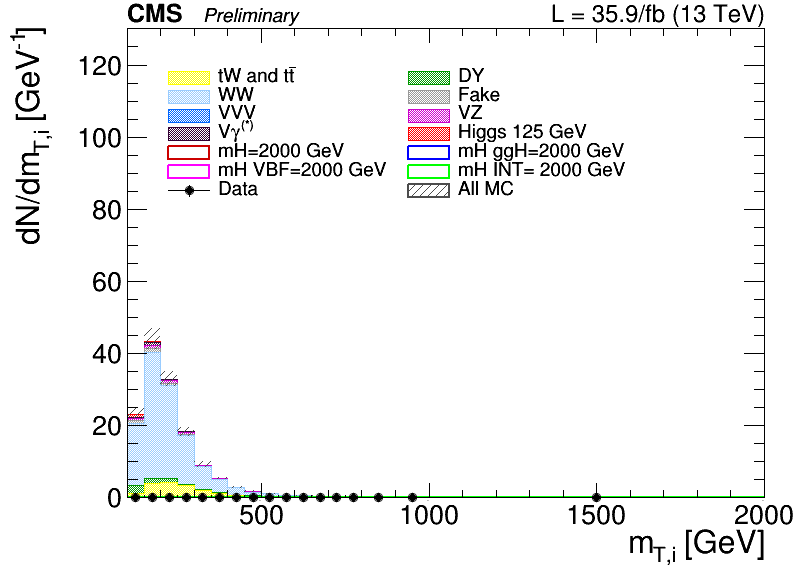 CMS Preliminary L = 35.9/fb (13 TeV)
dN/dm_{T,i} [GeV^{-1}]
120
100
80
60
40
20
0
tW and tt̅ DY
WW Fake
VVV VZ
Vγ^{(*)} Higgs 125 GeV
mH=2000 GeV mH ggH=2000 GeV
mH VBF=2000 GeV mH INT= 2000 GeV
Data All MC
500 1000 1500 2000
m_{T,i} [GeV]